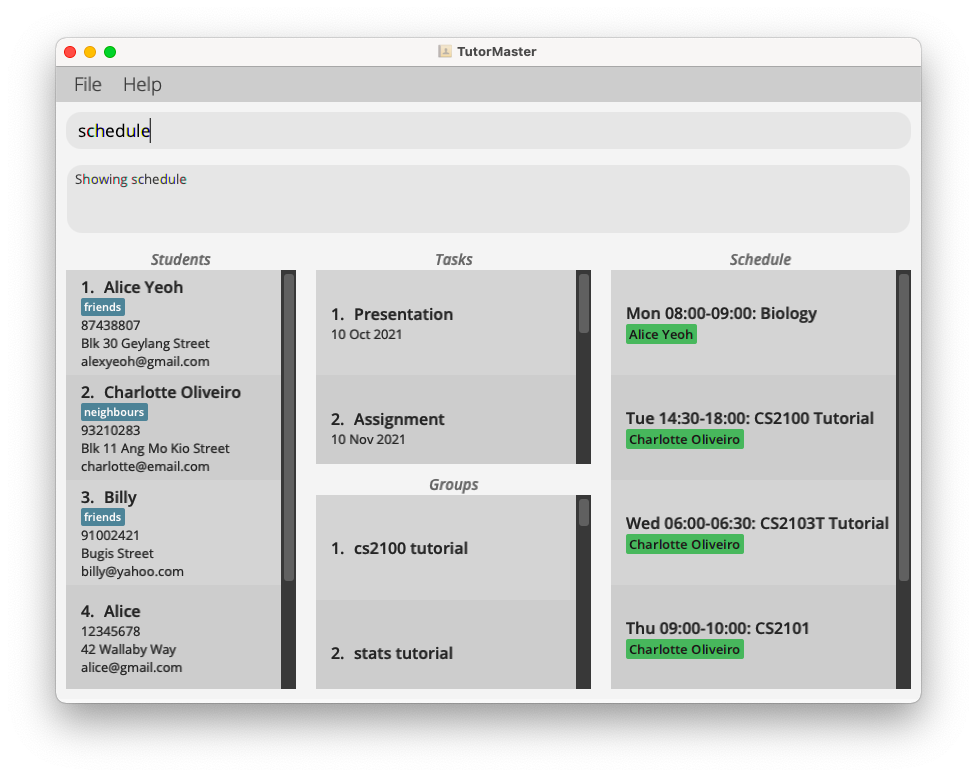 TutorMaster
File Help
schedule
Showing schedule
Students
1. Alice Yeoh
friends
87438807
Blk 30 Geylang Street
alexyeoh@gmail.com
2. Charlotte Oliveiro
neighbours
93210283
Blk 11 Ang Mo Kio Street
charlotte@email.com
3. Billy
friends
91002421
Bugis Street
billy@yahoo.com
4. Alice
12345678
42 Wallaby Way
alice@gmail.com
Tasks
1. Presentation
10 Oct 2021
2. Assignment
10 Nov 2021
Groups
1. cs2100 tutorial
2. stats tutorial
Schedule
Mon 08:00-09:00: Biology
Alice Yeoh
Tue 14:30-18:00: CS2100 Tutorial
Charlotte Oliveiro
Wed 06:00-06:30: CS2103T Tutorial
Charlotte Oliveiro
Thu 09:00-10:00: CS2101
Charlotte Oliveiro